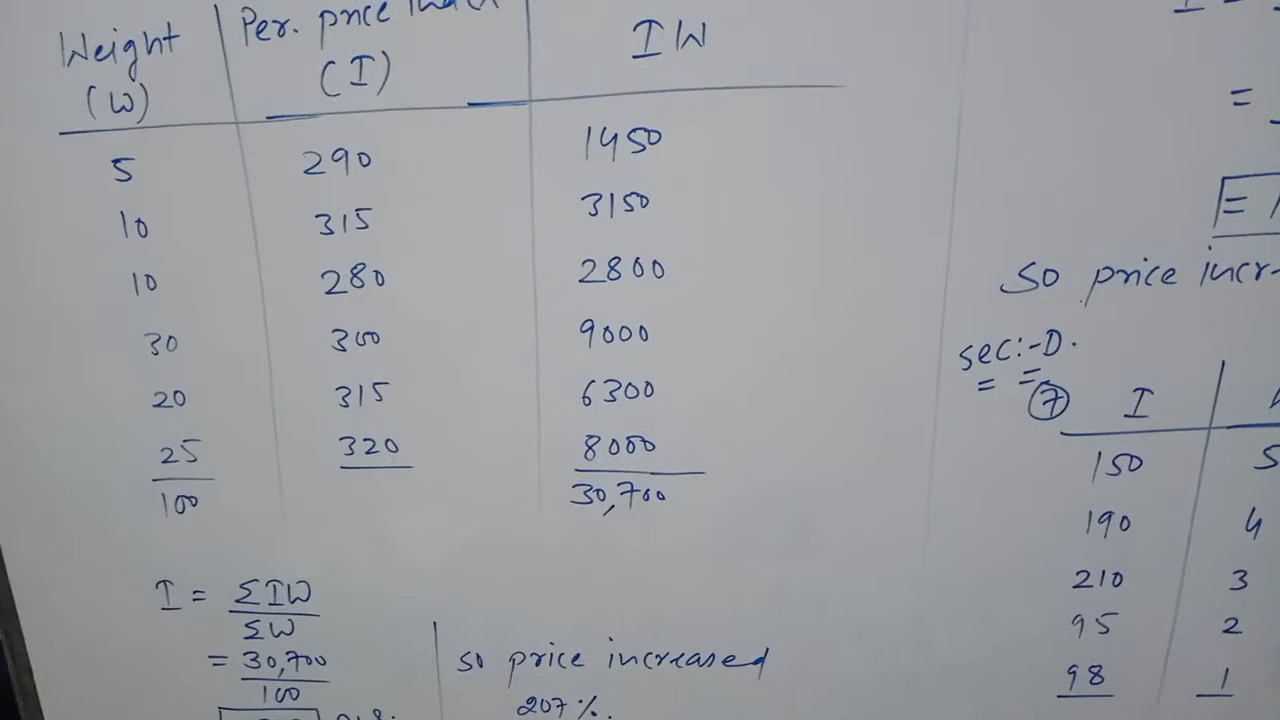 Weight | Per. price index | IW
(W) | (I)
5 | 290 | 1450
10 | 315 | 3150
10 | 280 | 2800
30 | 300 | 9000
20 | 315 | 6300
25 | 320 | 8000
100 | 30,700
I = ΣIW / ΣW
= 30,700 / 100
So price increased
207%.
=
=
So price incr
Sec:-D.
(7) I
150 | 5
190 | 4
210 | 3
95 | 2
98 | 1